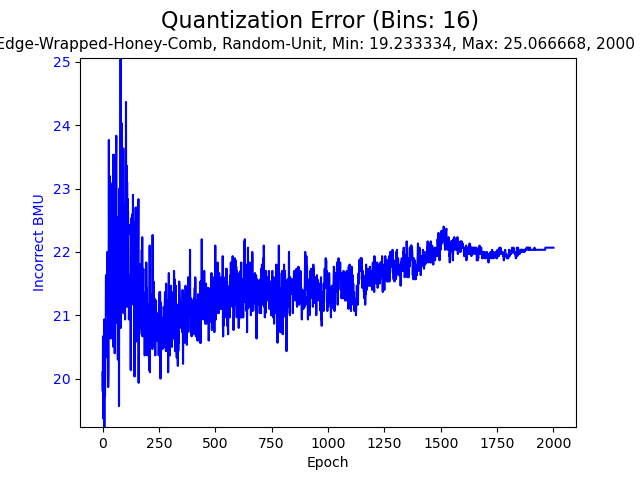 Quantization Error (Bins: 16)
Edge-Wrapped-Honey-Comb, Random-Unit, Min: 19.233334, Max: 25.066668, 2000
25
24
23
22
21
20
Incorrect BMU
0 250 500 750 1000 1250 1500 1750 2000
Epoch